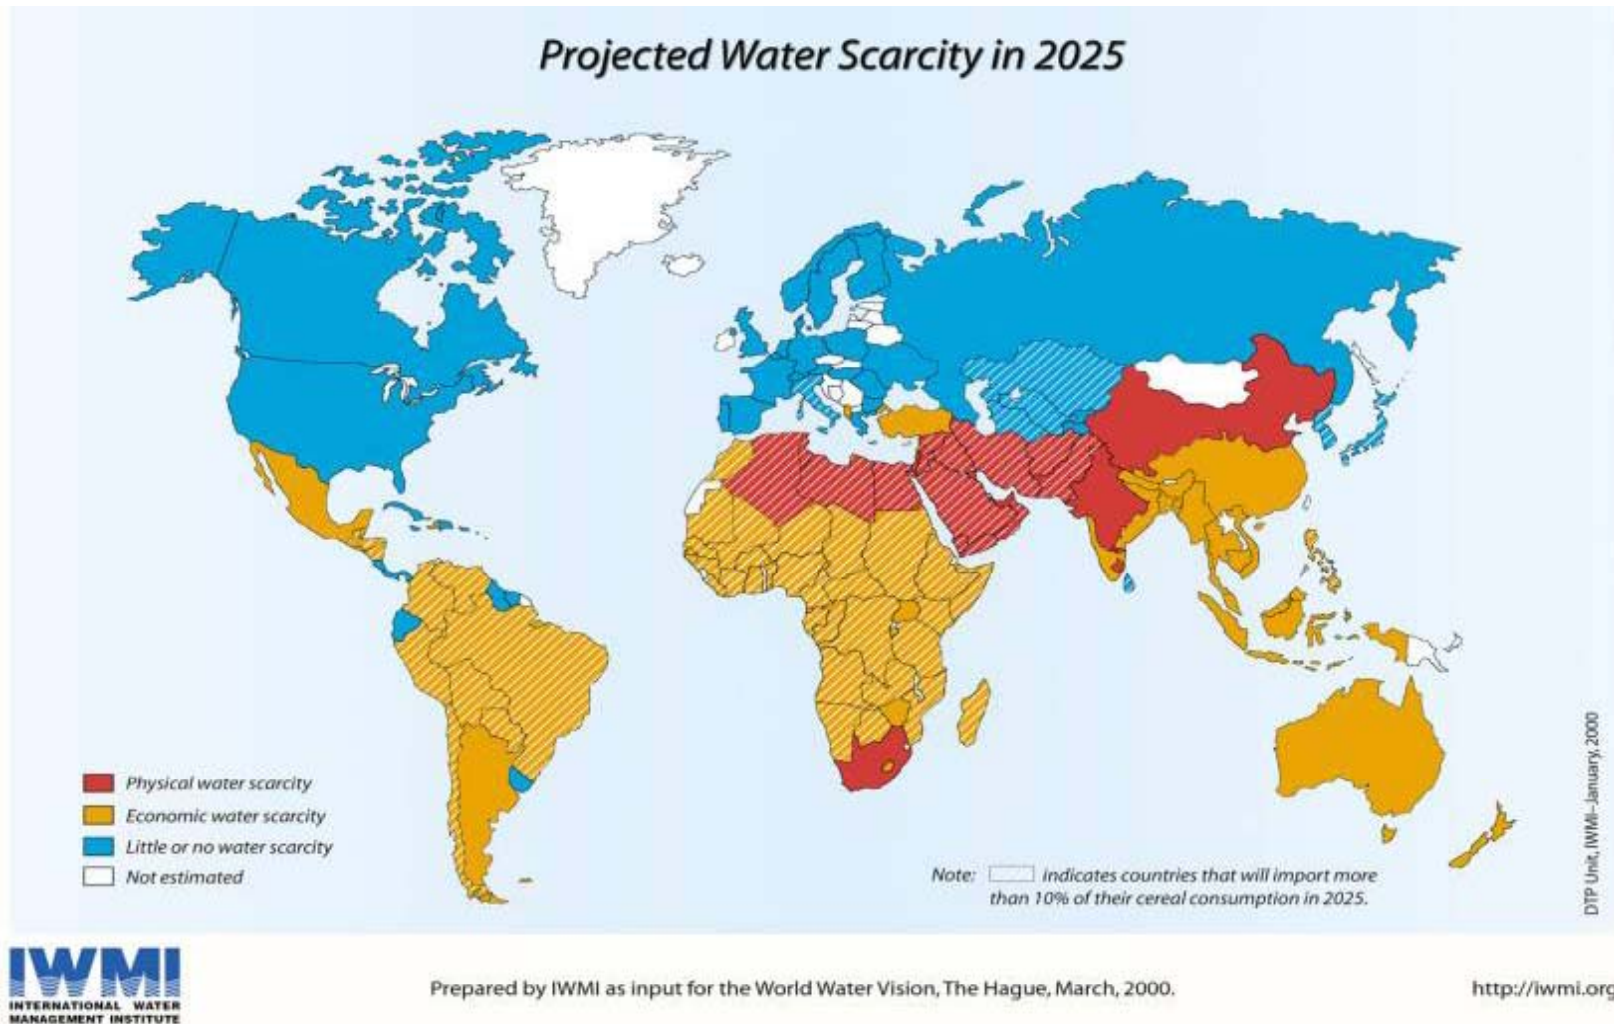 Projected Water Scarcity in 2025
Physical water scarcity
Economic water scarcity
Little or no water scarcity
Not estimated
Note: indicates countries that will import more
than 10% of their cereal consumption in 2025.
DTP Unit, IWMI–January, 2000
IWMI
INTERNATIONAL WATER
MANAGEMENT INSTITUTE
Prepared by IWMI as input for the World Water Vision, The Hague, March, 2000.
http://iwmi.org